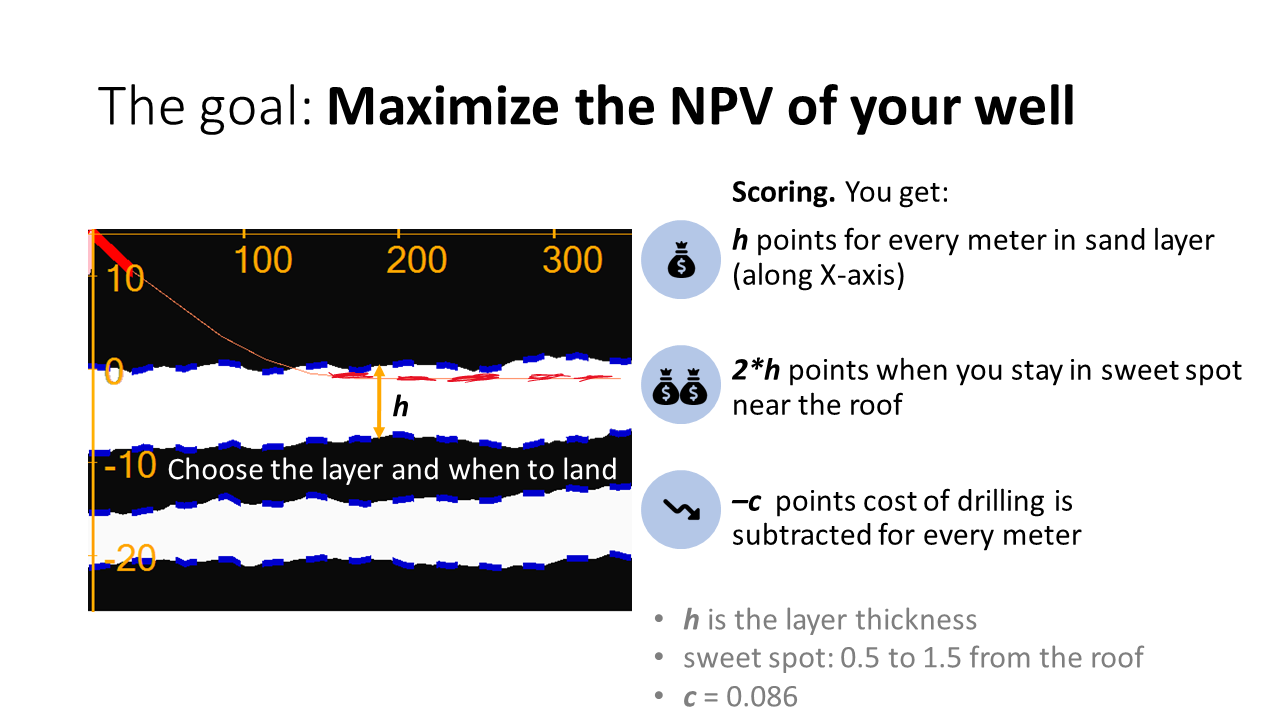 The goal: Maximize the NPV of your well
Scoring. You get:
h points for every meter in sand layer
(along X-axis)
2*h points when you stay in sweet spot
near the roof
–c points cost of drilling is
subtracted for every meter
• h is the layer thickness
• sweet spot: 0.5 to 1.5 from the roof
• c = 0.086
100 200 300
10
0
h
-10
Choose the layer and when to land
-20
$
$ $